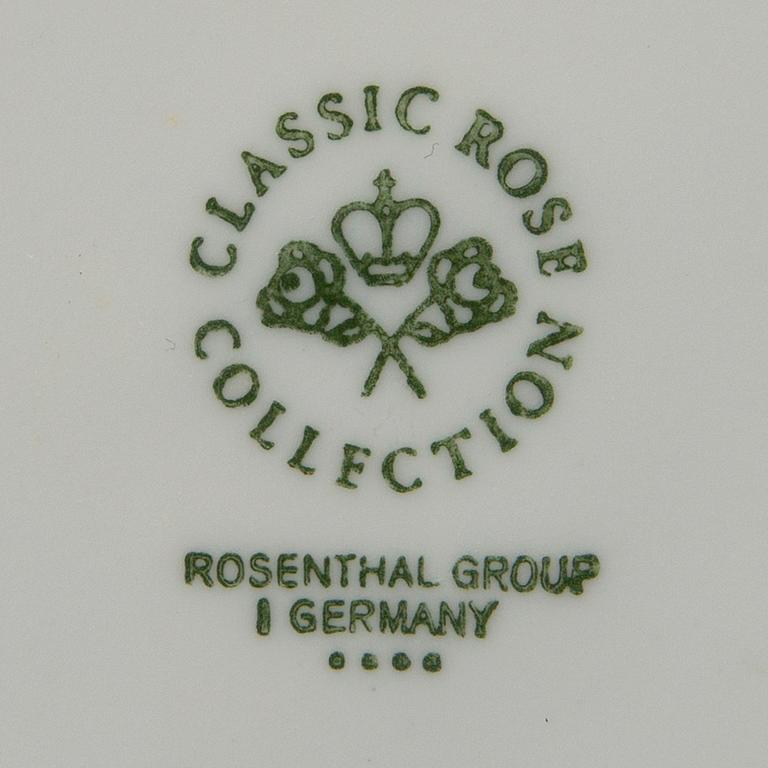 CLASSIC ROSE
COLLECTION
ROSENTHAL GROUP
I GERMANY